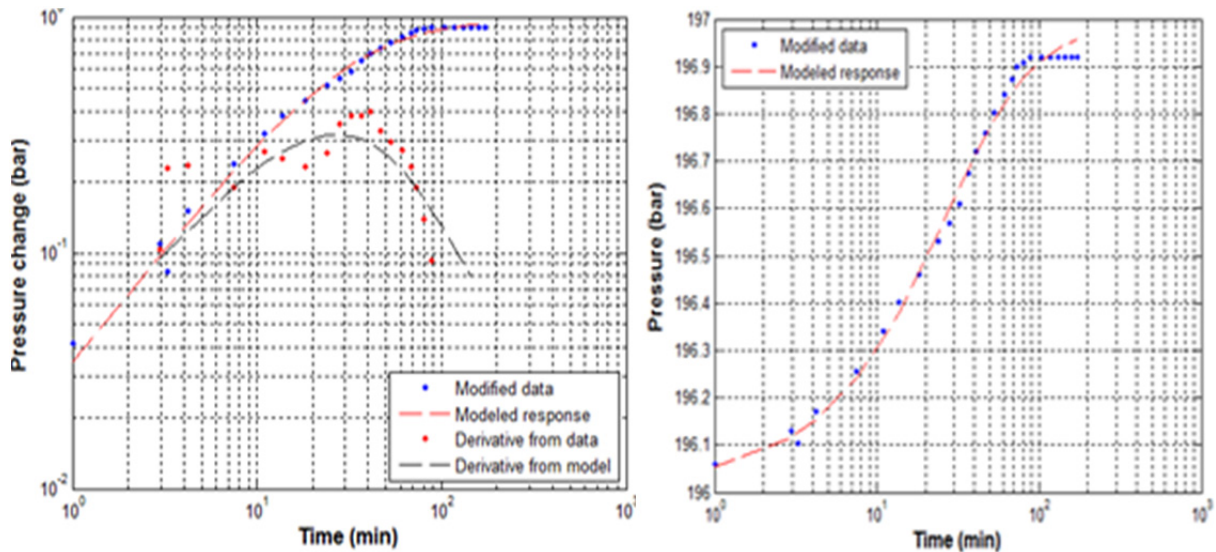 10⁰
10⁻¹
10⁻²
Pressure change (bar)
Modified data
Modeled response
Derivative from data
Derivative from model
10⁰ 10¹ 10² 10
Time (min)
197
196.9
196.8
196.7
196.6
196.5
196.4
196.3
196.2
196.1
196
Pressure (bar)
Modified data
Modeled response
10⁰ 10¹ 10² 10³
Time (min)